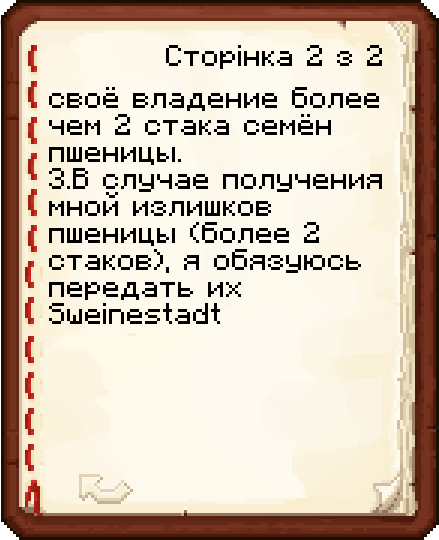 Сторінка 2 з 2
своё владение более
чем 2 стака семён
пшеницы.
3.В случае получения
мной излишков
пшеницы (более 2
стаков), я обязуюсь
передать их
Sweinestadt